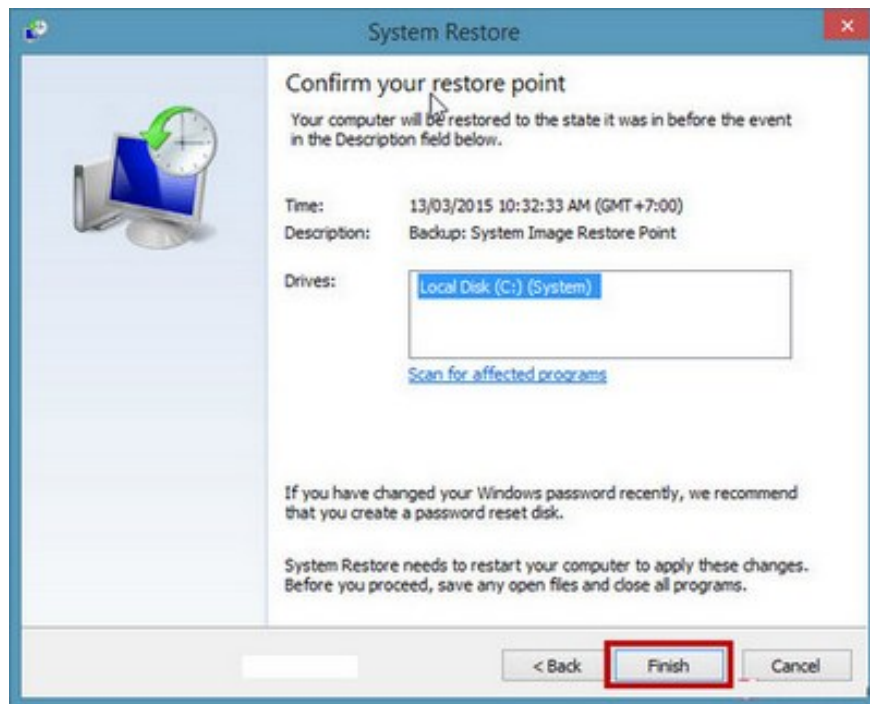 System Restore
Confirm your restore point
Your computer will be restored to the state it was in before the event
in the Description field below.
Time: 13/03/2015 10:32:33 AM (GMT+7:00)
Description: Backup: System Image Restore Point
Drives: Local Disk (C:) (System)
Scan for affected programs
If you have changed your Windows password recently, we recommend
that you create a password reset disk.
System Restore needs to restart your computer to apply these changes.
Before you proceed, save any open files and close all programs.
< Back Finish Cancel